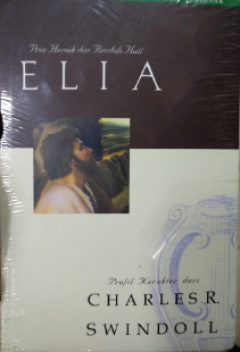 Pria Heroik dan Rendah Hati
ELIA
Profil Karakter dari
CHARLES R.
SWINDOLL